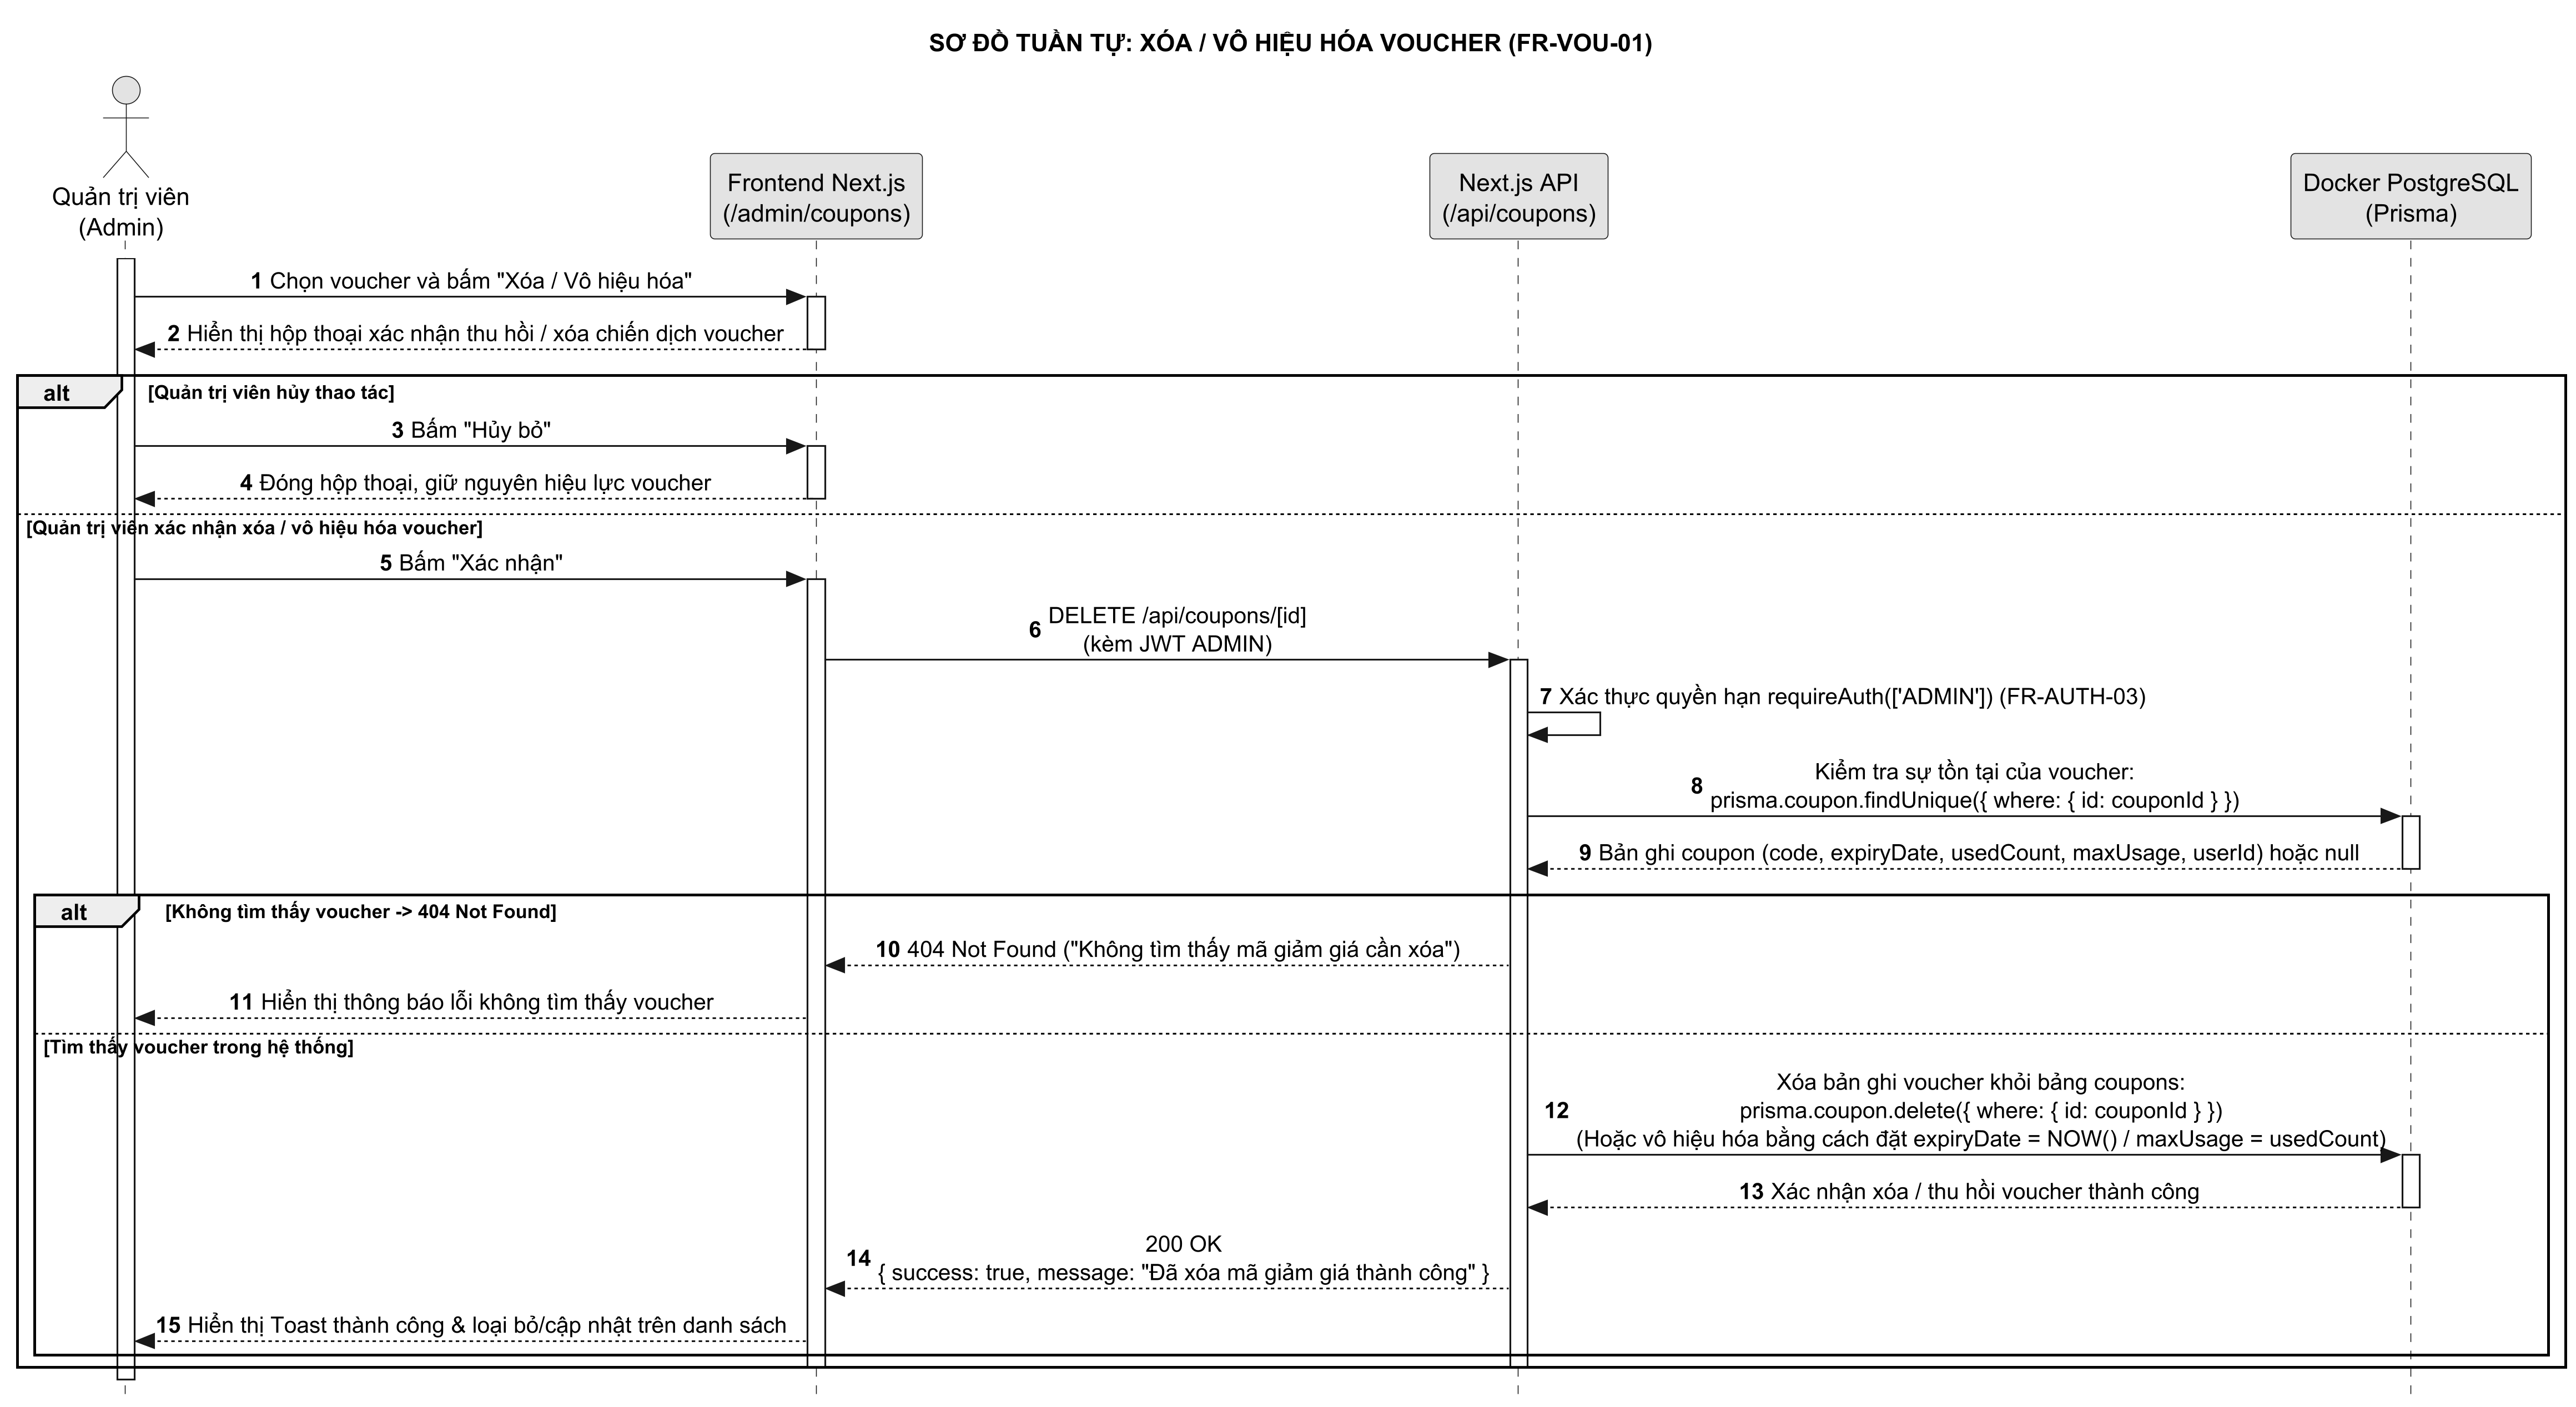 SƠ ĐỒ TUẦN TỰ: XÓA / VÔ HIỆU HÓA VOUCHER (FR-VOU-01)
Quản trị viên
(Admin)
Frontend Next.js
(/admin/coupons)
Next.js API
(/api/coupons)
Docker PostgreSQL
(Prisma)
1 Chọn voucher và bấm "Xóa / Vô hiệu hóa"
2 Hiển thị hộp thoại xác nhận thu hồi / xóa chiến dịch voucher
alt [Quản trị viên hủy thao tác]
3 Bấm "Hủy bỏ"
4 Đóng hộp thoại, giữ nguyên hiệu lực voucher
[Quản trị viên xác nhận xóa / vô hiệu hóa voucher]
5 Bấm "Xác nhận"
6 DELETE /api/coupons/[id]
(kèm JWT ADMIN)
7 Xác thực quyền hạn requireAuth(['ADMIN']) (FR-AUTH-03)
8 Kiểm tra sự tồn tại của voucher:
prisma.coupon.findUnique({ where: { id: couponId } })
9 Bản ghi coupon (code, expiryDate, usedCount, maxUsage, userId) hoặc null
alt [Không tìm thấy voucher -> 404 Not Found]
10 404 Not Found ("Không tìm thấy mã giảm giá cần xóa")
11 Hiển thị thông báo lỗi không tìm thấy voucher
[Tìm thấy voucher trong hệ thống]
12 Xóa bản ghi voucher khỏi bảng coupons:
prisma.coupon.delete({ where: { id: couponId } })
(Hoặc vô hiệu hóa bằng cách đặt expiryDate = NOW() / maxUsage = usedCount)
13 Xác nhận xóa / thu hồi voucher thành công
14 200 OK
{ success: true, message: "Đã xóa mã giảm giá thành công" }
15 Hiển thị Toast thành công & loại bỏ/cập nhật trên danh sách